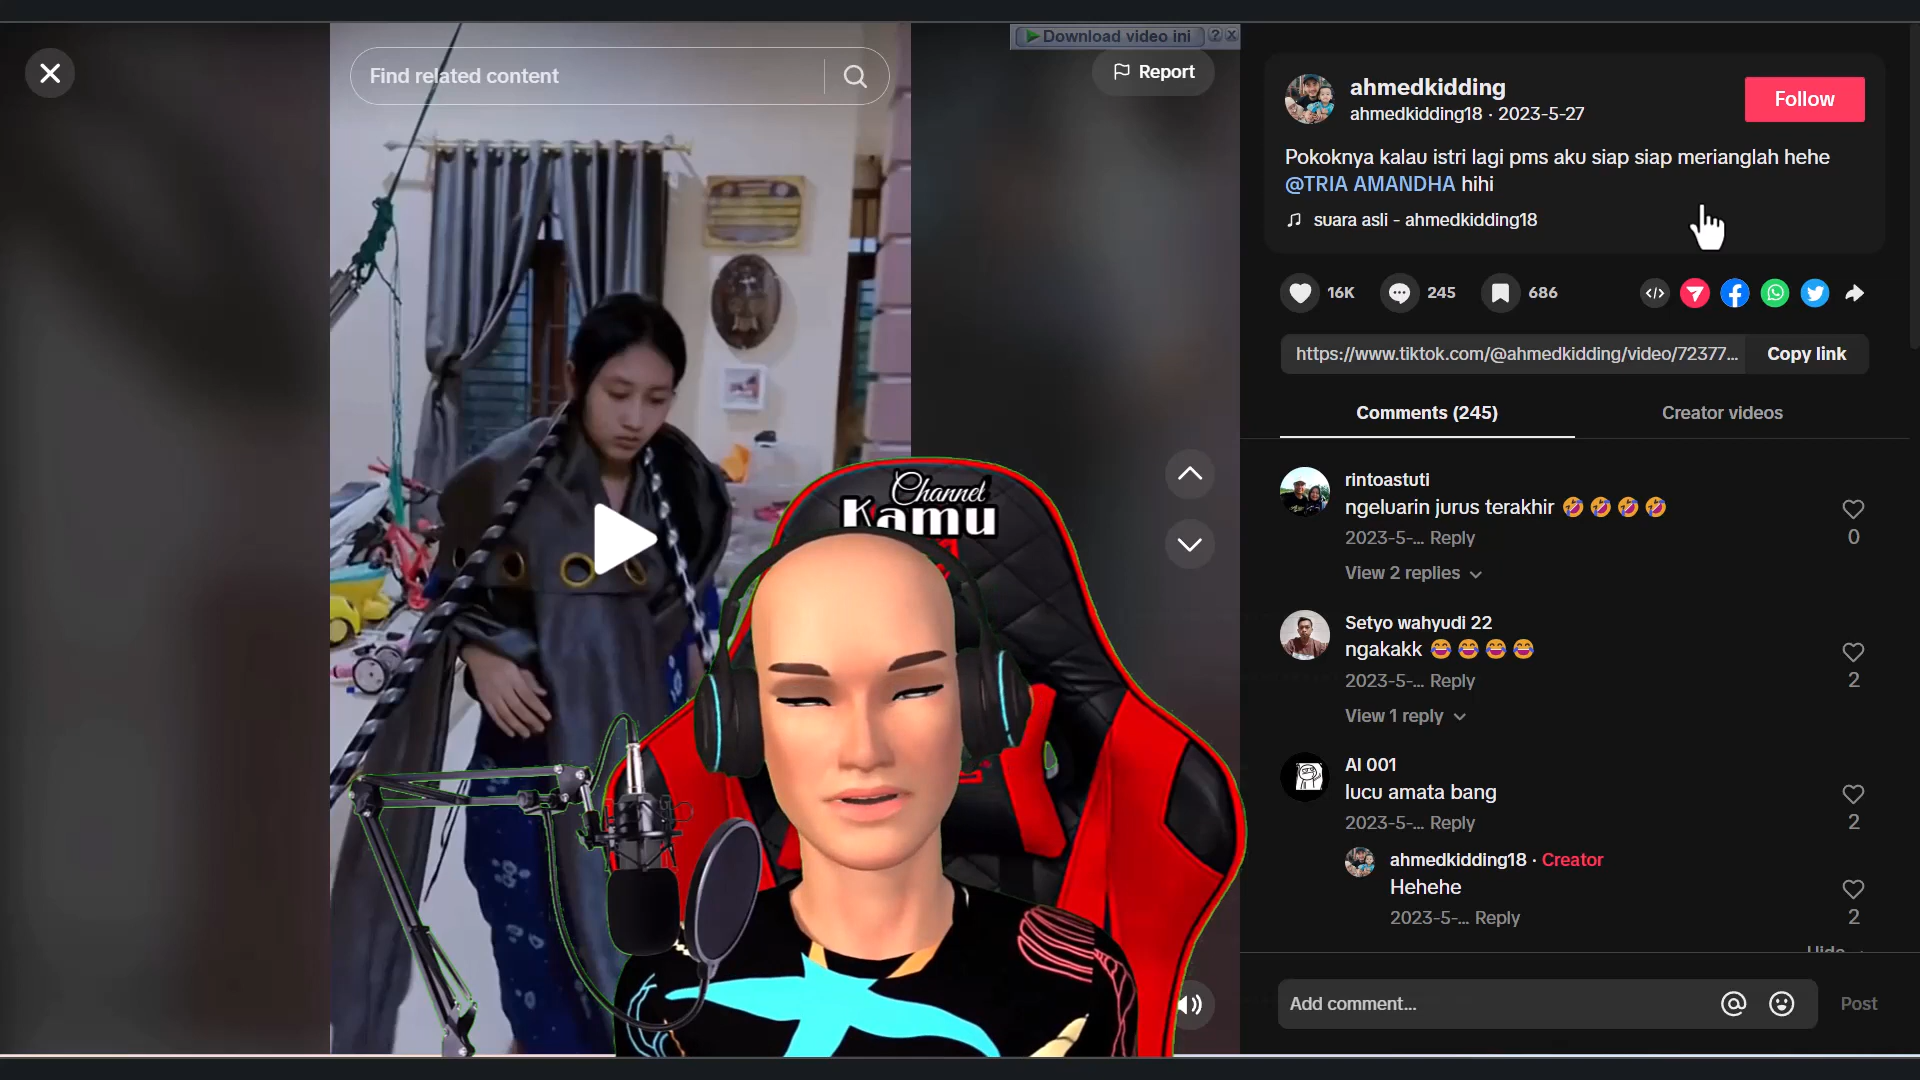 Download video ini
Find related content
Report
ahmedkidding
ahmedkidding18 · 2023-5-27
Follow
Pokoknya kalau istri lagi pms aku siap siap merianglah hehe
@TRIA AMANDHA hihi
suara asli - ahmedkidding18
16K
245
686
https://www.tiktok.com/@ahmedkidding/video/72377...
Copy link
Comments (245)
Creator videos
rintoastuti
ngeluarin jurus terakhir 🤣🤣🤣🤣
0
2023-5-... Reply
View 2 replies
Setyo wahyudi 22
ngakakk 😂😂😂😂
2
2023-5-... Reply
View 1 reply
AI 001
lucu amata bang
2
2023-5-... Reply
ahmedkidding18 · Creator
Hehehe
2
2023-5-... Reply
Add comment...
Post
Channel
Kamu